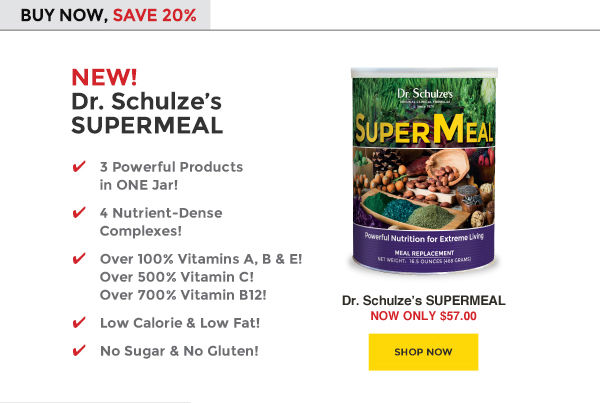 BUY NOW, SAVE 20%
NEW!
Dr. Schulze's
SUPERMEAL
✔ 3 Powerful Products
in ONE Jar!
✔ 4 Nutrient-Dense
Complexes!
✔ Over 100% Vitamins A, B & E!
Over 500% Vitamin C!
Over 700% Vitamin B12!
✔ Low Calorie & Low Fat!
✔ No Sugar & No Gluten!
Dr. Schulze's
ORIGINAL CLINICAL FORMULAE
SUPERMEAL
Powerful Nutrition for Extreme Living
MEAL REPLACEMENT
NET WEIGHT: 16.5 OUNCES (468 GRAMS)
Dr. Schulze's SUPERMEAL
NOW ONLY $57.00
SHOP NOW